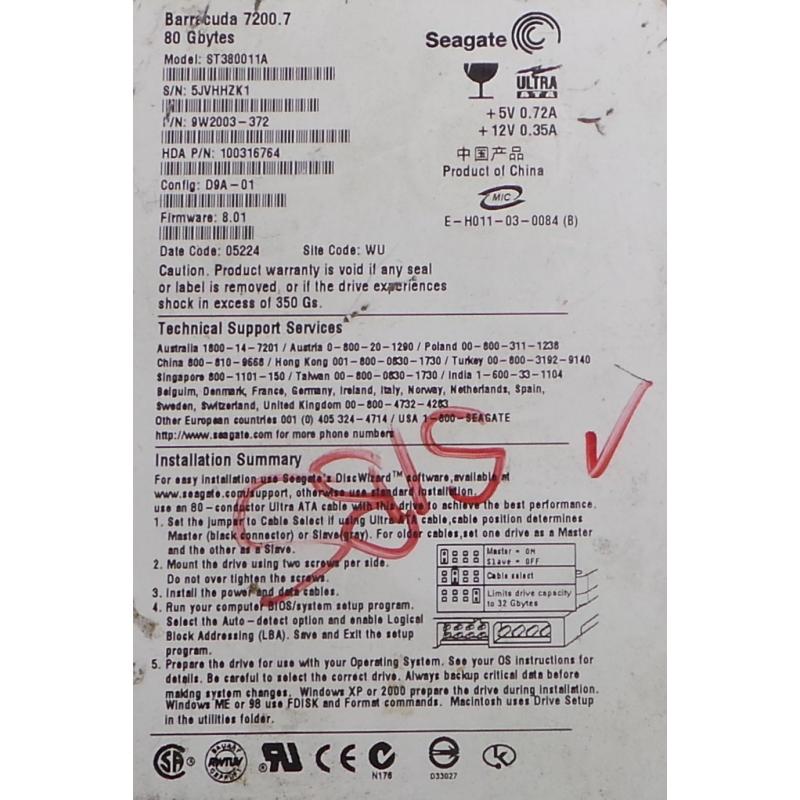 Barracuda 7200.7
80 Gbytes
Model: ST380011A
S/N: 5JVHHZK1
P/N: 9W2003-372
HDA P/N: 100316764
Config: D9A-01
Firmware: 8.01
Date Code: 05224 Site Code: WU
Seagate
ULTRA
ATA
+5V 0.72A
+12V 0.35A
中国产品
Product of China
MIC
E-H011-03-0084 (B)
Caution. Product warranty is void if any seal
or label is removed, or if the drive experiences
shock in excess of 350 Gs.
Technical Support Services
Australia 1800-14-7201 / Austria 0-800-20-1290 / Poland 00-800-311-1238
China 800-810-9668 / Hong Kong 001-800-0830-1730 / Turkey 00-800-3192-9140
Singapore 800-1101-150 / Taiwan 00-800-0830-1730 / India 1-600-33-1104
Belguim, Denmark, France, Germany, Ireland, Italy, Norway, Netherlands, Spain,
Sweden, Switzerland, United Kingdom 00-800-4732-4283
Other European countries 001 (0) 405 324-4714 / USA 1-800-SEAGATE
http://www.seagate.com for more phone numbers
Installation Summary
For easy installation use Seagate's DiscWizard™ software,available at
www.seagate.com/support, otherwise use standard installation.
use an 80-conductor Ultra ATA cable with this drive to achieve the best performance.
1. Set the jumper to Cable Select if using Ultra ATA cable,cable position determines
Master (black connector) or Slave(gray). For older cables,set one drive as a Master
and the other as a Slave.
2. Mount the drive using two screws per side.
Do not over tighten the screws.
3. Install the power and data cables.
4. Run your computer BIOS/system setup program.
Select the Auto-detect option and enable Logical
Block Addressing (LBA). Save and Exit the setup
program.
Master = ON
Slave = OFF
Cable select
Limits drive capacity
to 32 Gbytes
5. Prepare the drive for use with your Operating System. See your OS instructions for
details. Be careful to select the correct drive. Always backup critical data before
making system changes. Windows XP or 2000 prepare the drive during installation.
Windows ME or 98 use FDISK and Format commands. Macintosh uses Drive Setup
in the utilities folder.
N176
D33027